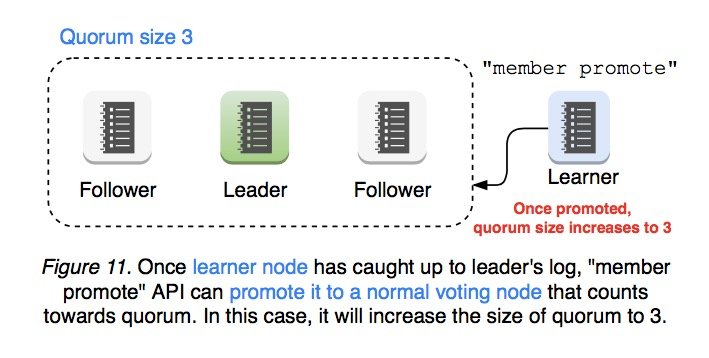 Quorum size 3
"member promote"
Follower
Leader
Follower
Learner
Once promoted,
quorum size increases to 3
Figure 11. Once learner node has caught up to leader's log, "member
promote" API can promote it to a normal voting node that counts
towards quorum. In this case, it will increase the size of quorum to 3.